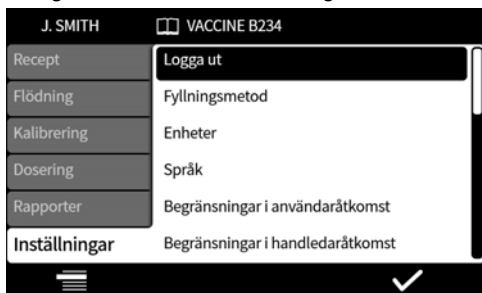 J. SMITH VACCINE B234
Recept
Flödning
Kalibrering
Dosering
Rapporter
Inställningar
Logga ut
Fyllningsmetod
Enheter
Språk
Begränsningar i användaråtkomst
Begränsningar i handledaråtkomst